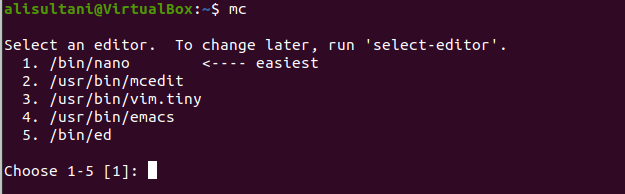 alisultani@VirtualBox:~$ mc
Select an editor.  To change later, run 'select-editor'.
  1. /bin/nano        <---- easiest
  2. /usr/bin/mcedit
  3. /usr/bin/vim.tiny
  4. /usr/bin/emacs
  5. /bin/ed
Choose 1-5 [1]: